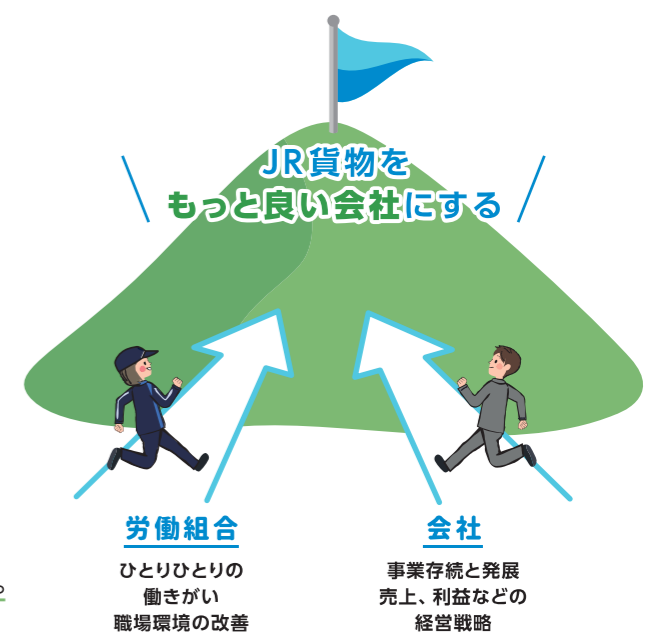 JR貨物を
もっと良い会社にする
労働組合
ひとりひとりの
働きがい
職場環境の改善
会社
事業存続と発展
売上、利益などの
経営戦略
。